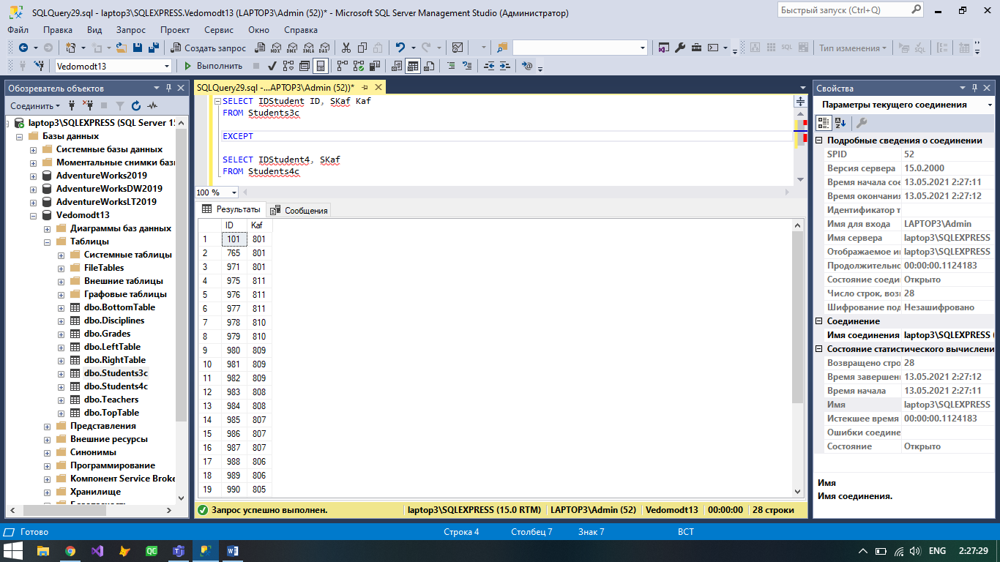 SQLQuery29.sql - laptop3\SQLEXPRESS.Vedomodt13 (LAPTOP3\Admin (52))* - Microsoft SQL Server Management Studio (Администратор)
Быстрый запуск (Ctrl+Q)
Файл Правка Вид Запрос Проект Сервис Окно Справка
Создать запрос
MDX DMX XMLA DAX
Тип изменения
Vedomodt13
Выполнить
Обозреватель объектов
Соединить
laptop3\SQLEXPRESS (SQL Server 15
Базы данных
Системные базы данных
Моментальные снимки базы
AdventureWorks2019
AdventureWorksDW2019
AdventureWorksLT2019
Vedomodt13
Диаграммы баз данных
Таблицы
Системные таблицы
FileTables
Внешние таблицы
Графовые таблицы
dbo.BottomTable
dbo.Disciplines
dbo.Grades
dbo.LeftTable
dbo.RightTable
dbo.Students3c
dbo.Students4c
dbo.Teachers
dbo.TopTable
Представления
Внешние ресурсы
Синонимы
Программирование
Компонент Service Broke
Хранилище
SQLQuery29.sql -...APTOP3\Admin (52))*
SELECT IDStudent ID, SKaf Kaf
FROM Students3c
EXCEPT
SELECT IDStudent4, SKaf
FROM Students4c
100 %
Результаты Сообщения
ID Kaf
1 101 801
2 765 801
3 971 801
4 975 811
5 976 811
6 977 811
7 978 810
8 979 810
9 980 809
10 981 809
11 982 809
12 983 808
13 984 808
14 985 807
15 986 807
16 987 807
17 988 806
18 989 806
19 990 805
Запрос успешно выполнен.
laptop3\SQLEXPRESS (15.0 RTM) LAPTOP3\Admin (52) Vedomodt13 00:00:00 28 строки
Свойства
Параметры текущего соединения
Подробные сведения о соединении
SPID 52
Версия сервера 15.0.2000
Время начала сое 13.05.2021 2:27:11
Время окончания 13.05.2021 2:27:12
Идентификатор т
Имя для входа LAPTOP3\Admin
Имя сервера laptop3\SQLEXPRESS
Отображаемое и laptop3\SQLEXPRESS
Продолжительно 00:00:00.1124183
Состояние соеди Открыто
Число строк, воз 28
Шифрование под Незашифровано
Соединение
Имя соединения laptop3\SQLEXPRESS (
Состояние статистического вычислени
Возвращено стро 28
Время завершен 13.05.2021 2:27:12
Время начала 13.05.2021 2:27:11
Имя laptop3\SQLEXPRESS
Истекшее время 00:00:00.1124183
Ошибки соедине
Состояние Открыто
Имя
Имя соединения.
Готово Строка 4 Столбец 7 Знак 7 ВСТ
ENG 2:27:29